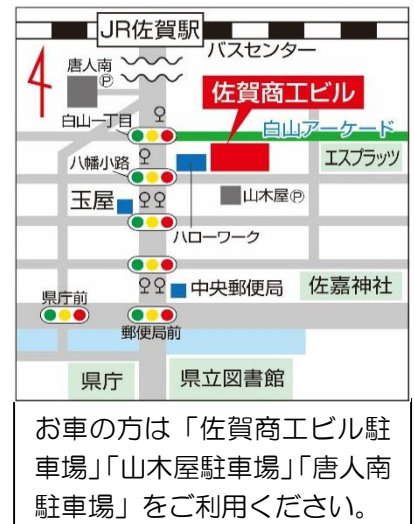 JR佐賀駅
バスセンター
唐人南
Ⓟ
佐賀商工ビル
白山一丁目
白山アーケード
八幡小路
エスプラッツ
玉屋
山木屋Ⓟ
ハローワーク
中央郵便局
佐嘉神社
県庁前
郵便局前
県庁
県立図書館
お車の方は「佐賀商工ビル駐
車場」「山木屋駐車場」「唐人南
駐車場」をご利用ください。